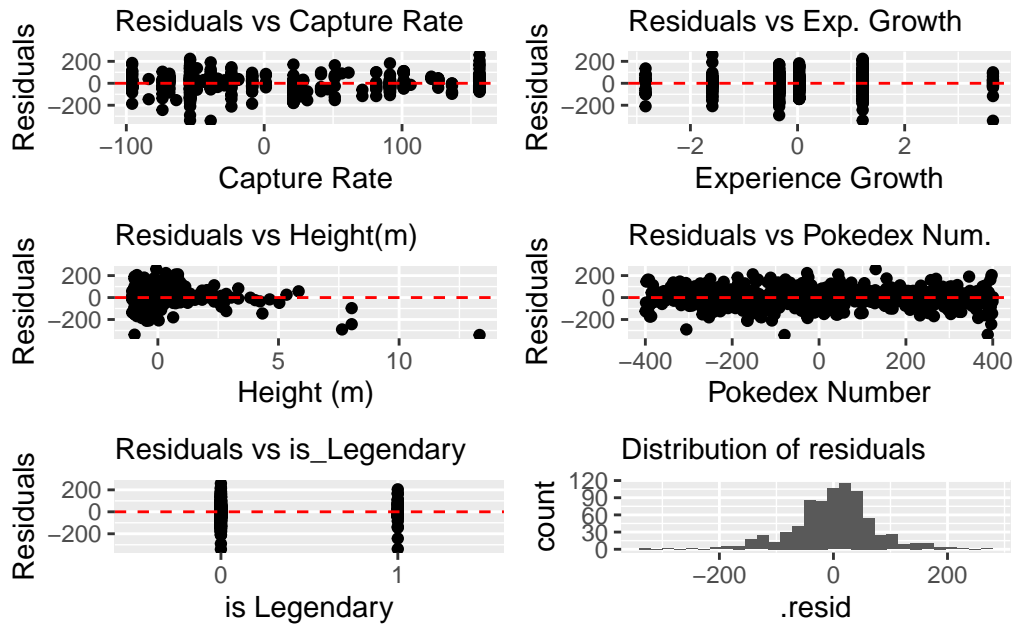 Residuals vs Capture Rate
Residuals
200
0
−200
−100
0
100
Capture Rate
Residuals vs Exp. Growth
Residuals
200
0
−200
−2
0
2
Experience Growth
Residuals vs Height(m)
Residuals
200
0
−200
0
5
10
Height (m)
Residuals vs Pokedex Num.
Residuals
200
0
−200
−400
−200
0
200
400
Pokedex Number
Residuals vs is_Legendary
Residuals
200
0
−200
0
1
is Legendary
Distribution of residuals
count
120
90
60
30
0
−200
0
200
.resid